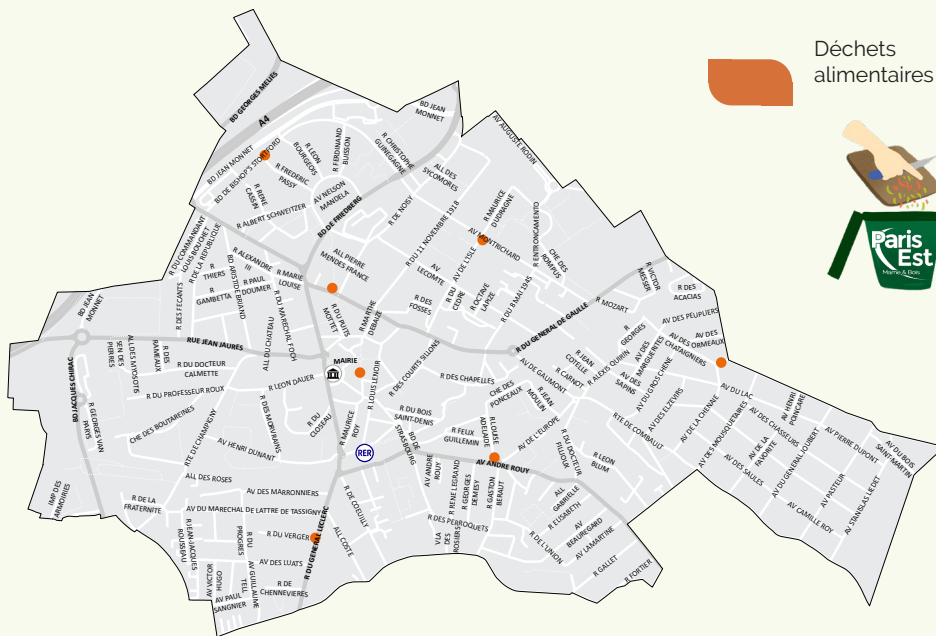 Déchets
alimentaires
Paris
Est
Marne & Bois
BD GEORGES MELIES
A4
BD JEAN
MONNET
AV AUGUSTE RODIN
BD JEAN MONNET
BD DE BISHOP'S STORTFORD
R LEON
BOURGEOIS
R FERDINAND
BUISSON
R CHRISTOPHE
GUINEGAGNE
R FREDERIC
PASSY
R RENE
CASSIN
AV NELSON
MANDELA
ALL DES
SYCOMORES
R ALBERT SCHWEITZER
BD DE FRIEDBERG
R DE NOISY
R DU 11 NOVEMBRE 1918
R MAURICE
DUDRAGNE
AV MONTRICHARD
R ENTRONCAMENTO
CHE DES
ROMPUS
R DU COMMANDANT
LOUIS BOUCHET
R DE LA REPUBLIQUE
R ALEXANDRE
III
R MARIE
LOUISE
ALL PIERRE
MENDES FRANCE
AV
LECOMTE
AV DE L'ISLE
R VICTOR
MESSER
R DES
ACACIAS
R
THIERS
R PAUL
DOUMER
R
GAMBETTA
BD ARISTIDE BRIAND
R DES FECANTS
R DU MARECHAL FOCH
ALL DU CHATEAU
R DU PUITS
MOTTET
R MARTHE
DEBAIZE
R DES
FOSSES
R DU
CEDRE
R OCTAVE
LAPIZE
R DU 8 MAI 1945
R MOZART
AV DES PEUPLIERS
BD JEAN
MONNET
RUE JEAN JAURÈS
R DU GENERAL DE GAULLE
R
GEORGES
AV DES
CHATAIGNIERS
AV DES
ORMEAUX
SEN DES
PIERRES
ALL DES MYOSOTIS
R DES
RAMEAUX
R DU DOCTEUR
CALMETTE
MAIRIE
R LEON DAUER
R LOUIS LENOIR
R DES COURTS SILLONS
R DES CHAPELLES
AV DE GAUMONT
R JEAN
COTELLE
R CARNOT
R ALEXIS QUIRIN
AV DES
MARGUERITES
AV DES
SAPINS
AV DU GROS CHENE
BD JACQUES CHIRAC
R GEORGES VAN
PARYS
R DU PROFESSEUR ROUX
CHE DES BOUTAREINES
R DES MORVRAINS
R DU
CLOSEAU
R MAURICE
ROY
R DU BOIS
SAINT-DENIS
CHE DES
PONCEAUX
R JEAN
MOULIN
AV DE L'EUROPE
RTE DE COMBAULT
AV DES ELZEVIRS
AV DE LA CHENAIE
AV DU LAC
AV HENRI
POINCARE
AV DES CHASSEURS
AV DES MOUSQUETAIRES
RTE DE CHAMPIGNY
AV HENRI DUNANT
RER
BD DE
STRASBOURG
R FELIX
GUILLEMIN
R LOUISE
ADELAIDE
AV ANDRE ROUY
R DU DOCTEUR
PILLIOUX
R LEON
BLUM
AV DES SAULES
AV DE LA
FAVORITE
AV DU GENERAL JOUBERT
AV PIERRE DUPONT
AV DU BOIS
SAINT-MARTIN
IMP DES
ARMOIRIES
ALL DES ROSES
AV DES MARRONNIERS
AV ANDRE
ROUY
R RENE LEGRAND
R GEORGES
DEMESY
R GASTON
BERAUT
ALL
GABRIELLE
R ELISABETH
AV
BEAUREGARD
AV LAMARTINE
AV PASTEUR
AV CAMILLE ROY
AV STANISLAS LIEDET
R DE LA
FRATERNITE
AV DU MARECHAL DE LATTRE DE TASSIGNY
R JEAN-JACQUES
ROUSSEAU
R DU
PROGRES
R DU VERGER
R DU GENERAL LECLERC
R DE COEUILLY
ALL COSTE
R DES PERROQUETS
VLA
DES
ROSIERS
R DE L'UNION
R GALLET
R FORTIER
AV DES LUATS
AV VICTOR
HUGO
AV GUILLAUME
TELL
AV PAUL
SANGNIER
R DE
CHENNEVIERES